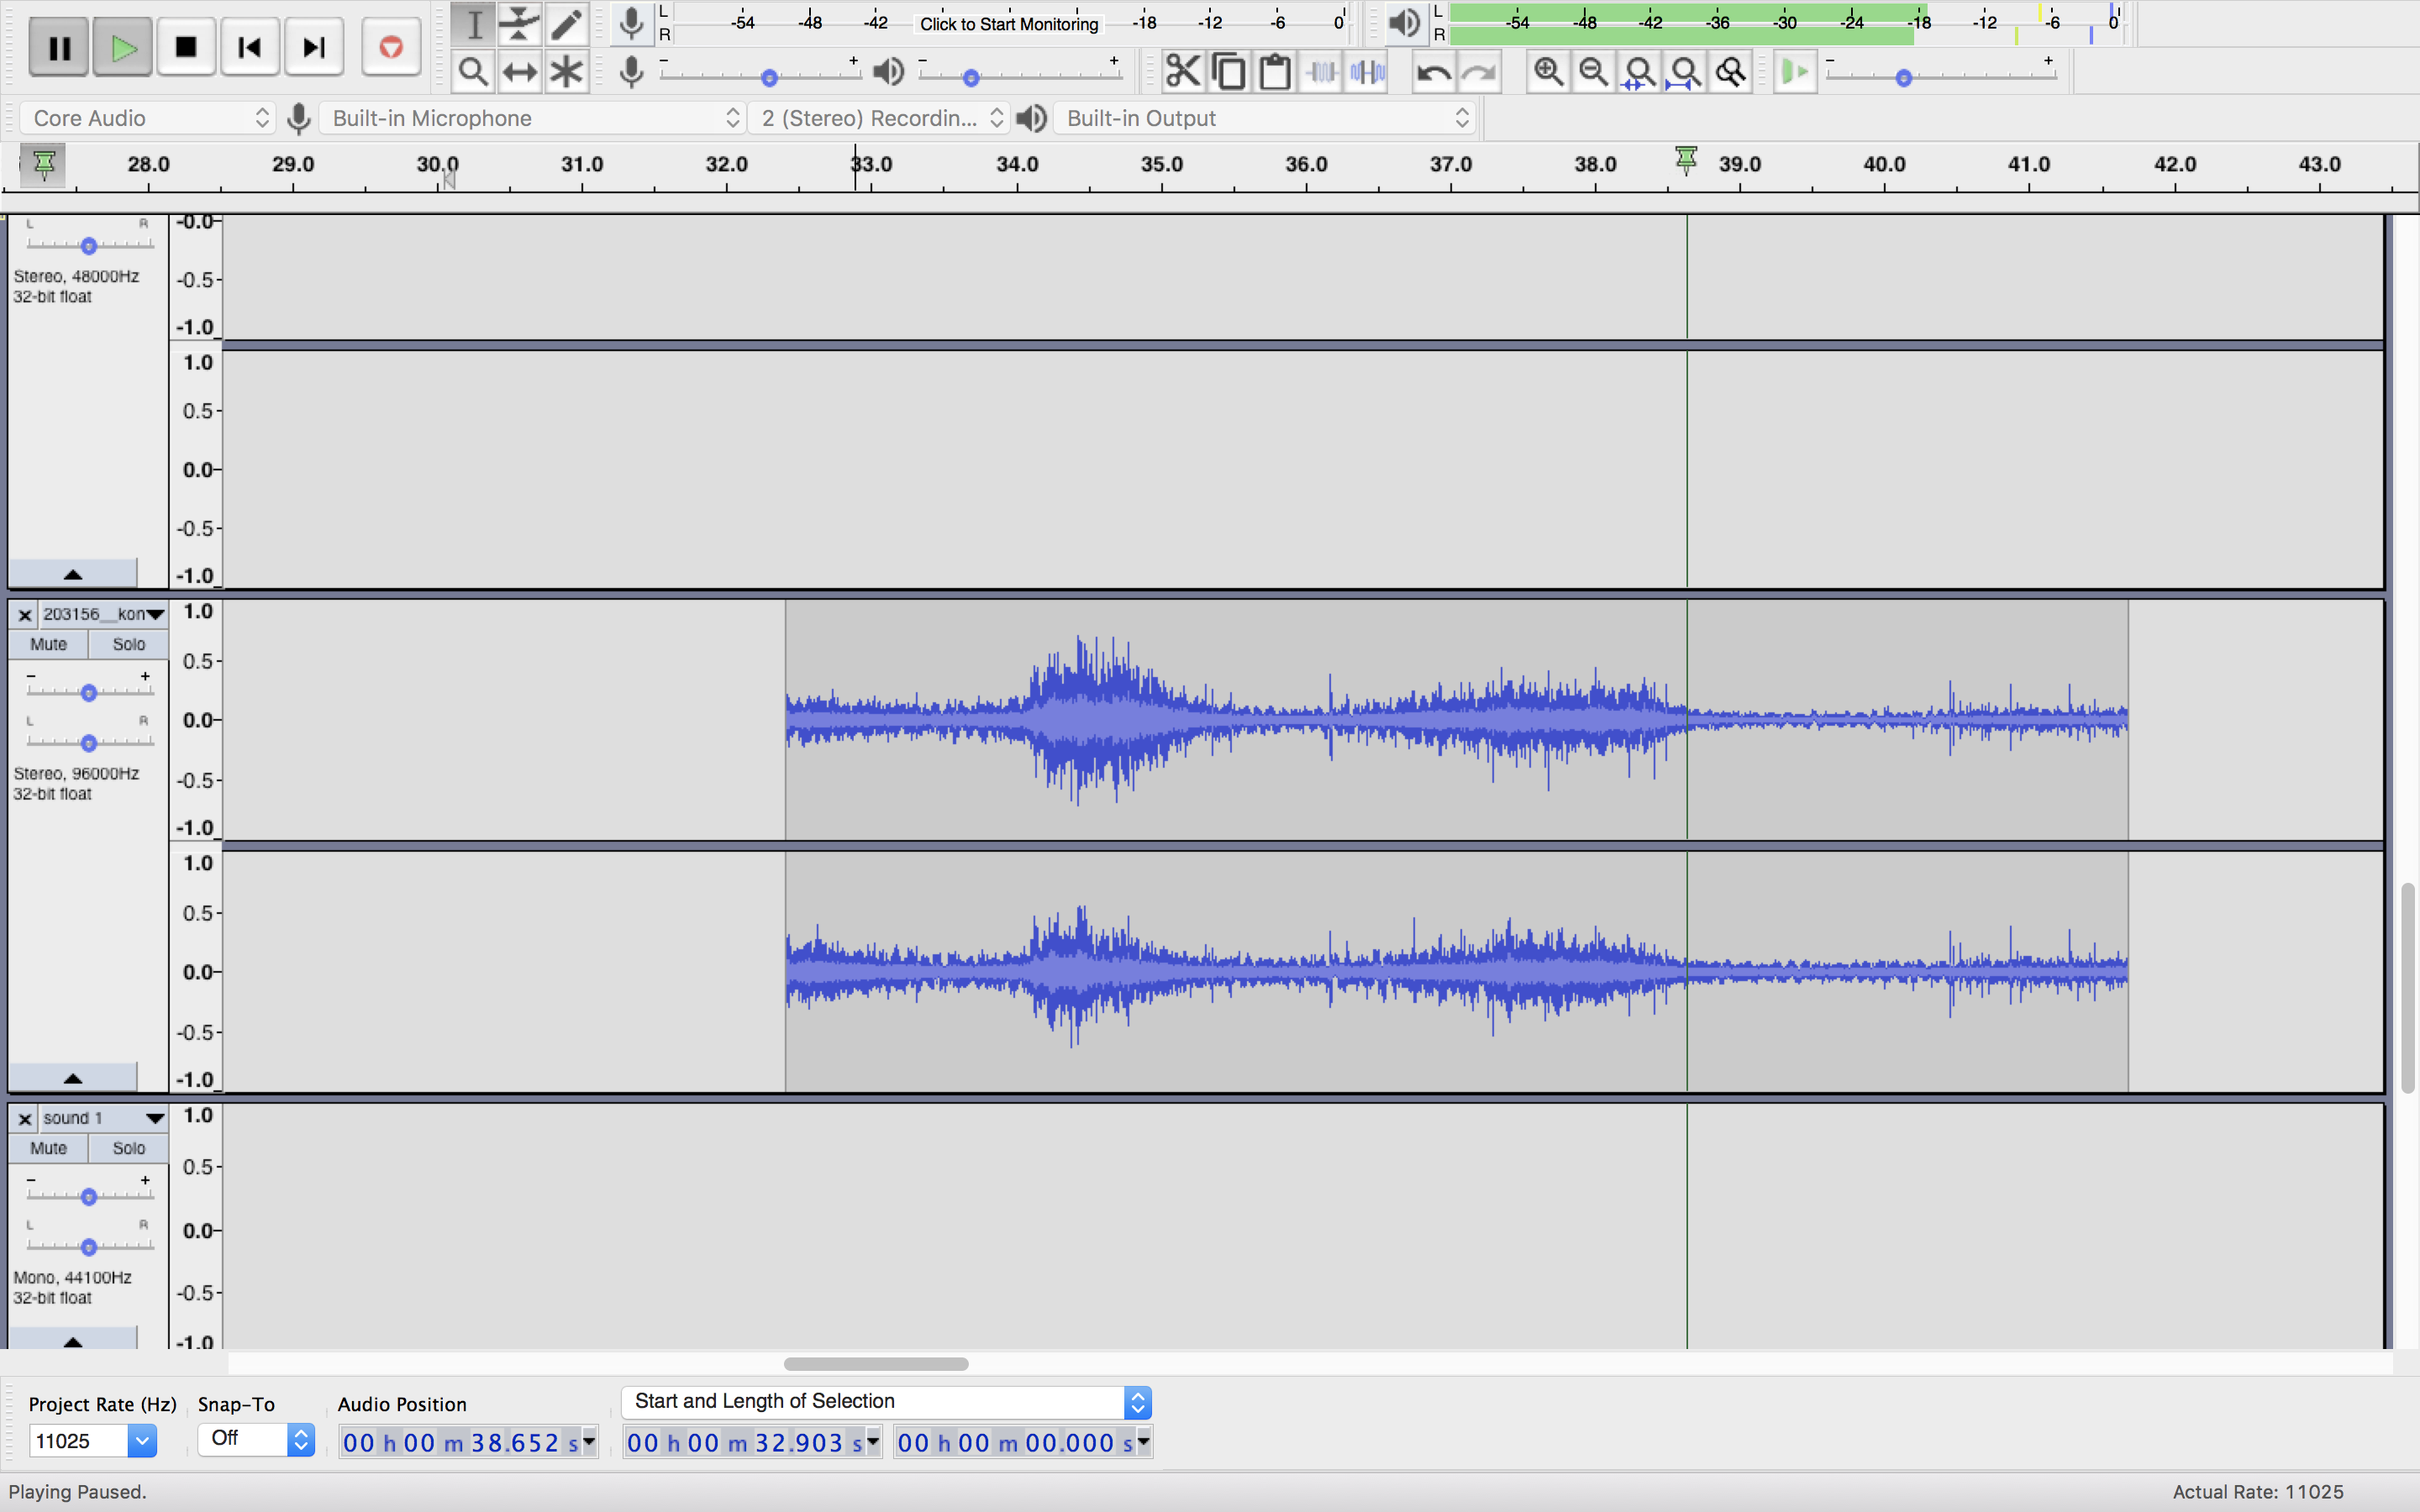 L
R
-54 -48 -42 Click to Start Monitoring -18 -12 -6 0
L
R
-54 -48 -42 -36 -30 -24 -18 -12 -6 0
- +
- +
- +
Core Audio
Built-in Microphone
2 (Stereo) Recordin...
Built-in Output
28.0 29.0 30.0 31.0 32.0 33.0 34.0 35.0 36.0 37.0 38.0 39.0 40.0 41.0 42.0 43.0
L R
Stereo, 48000Hz
32-bit float
-0.0
-0.5
-1.0
1.0
0.5
0.0
-0.5
-1.0
x 203156__kon
Mute Solo
- +
L R
Stereo, 96000Hz
32-bit float
1.0
0.5
0.0
-0.5
-1.0
1.0
0.5
0.0
-0.5
-1.0
x sound 1
Mute Solo
- +
L R
Mono, 44100Hz
32-bit float
1.0
0.5
0.0
-0.5
-1.0
Project Rate (Hz) Snap-To Audio Position Start and Length of Selection
11025 Off 00 h 00 m 38.652 s 00 h 00 m 32.903 s 00 h 00 m 00.000 s
Playing Paused. Actual Rate: 11025